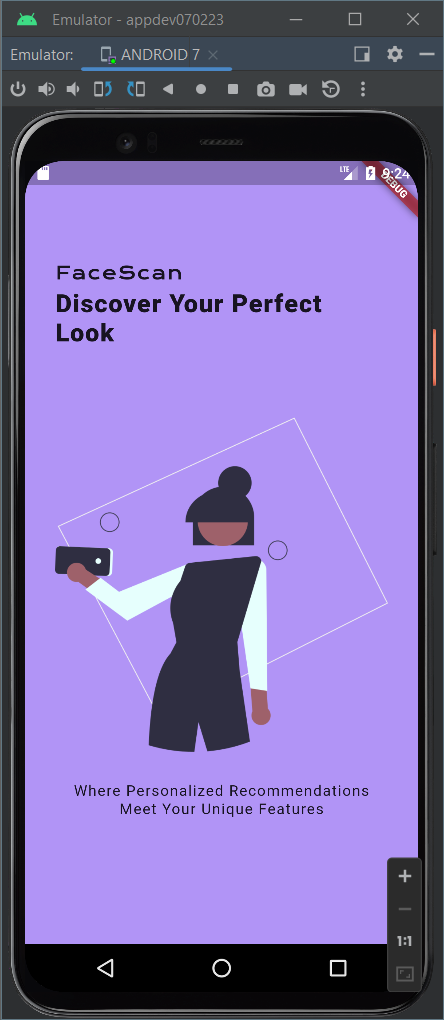 Emulator - appdev070223
Emulator: ANDROID 7
LTE 9:24
DEBUG
FaceScan
Discover Your Perfect
Look
Where Personalized Recommendations
Meet Your Unique Features
1:1